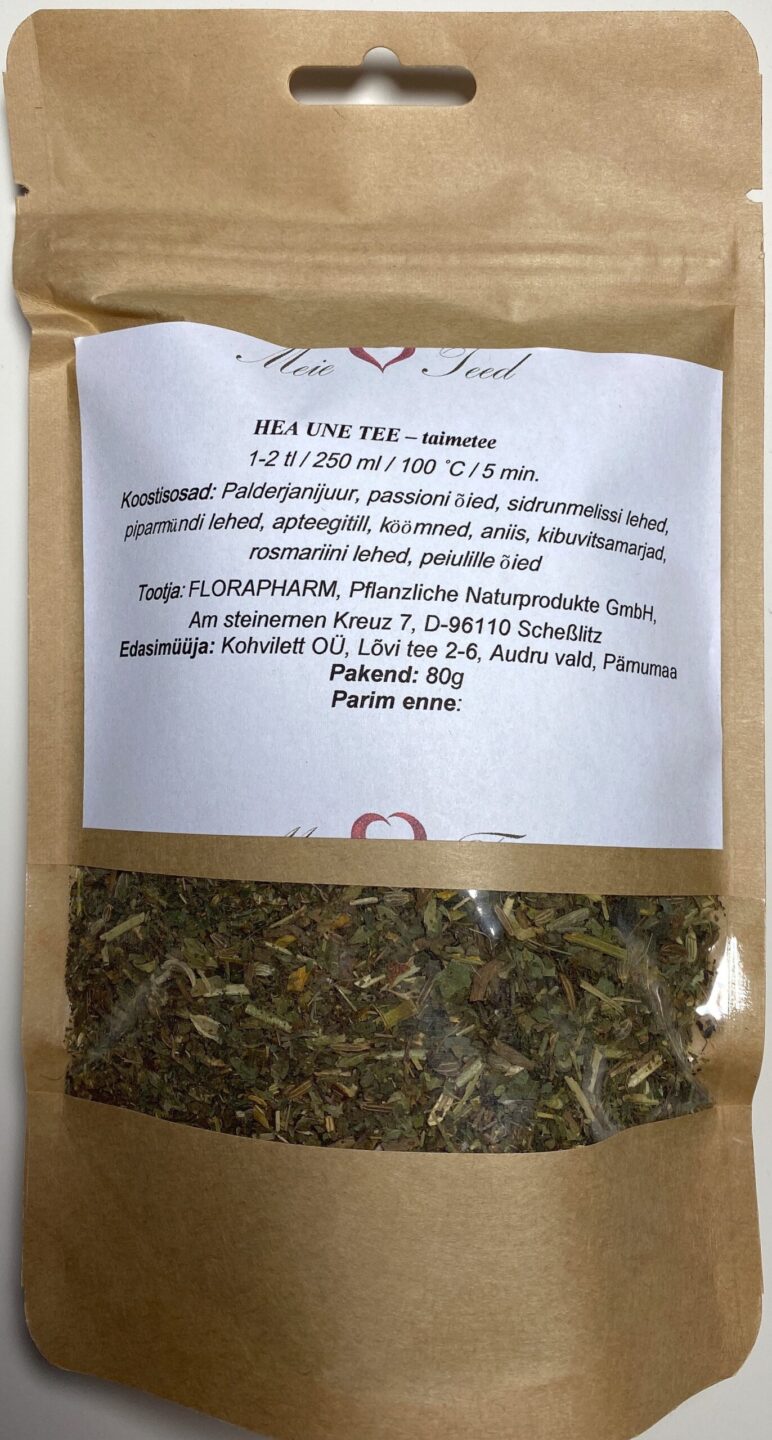 Meie Teed
HEA UNE TEE – taimetee
1-2 tl / 250 ml / 100 ˚C / 5 min.
Koostisosad: Palderjanijuur, passioni õied, sidrunmelissi lehed,
piparmündi lehed, apteegitill, köömned, aniis, kibuvitsamarjad,
rosmariini lehed, peiulille õied
Tootja: FLORAPHARM, Pflanzliche Naturprodukte GmbH,
Am steinernen Kreuz 7, D-96110 Scheßlitz
Edasimüüja: Kohvilett OÜ, Lõvi tee 2-6, Audru vald, Pärnumaa
Pakend: 80g
Parim enne: